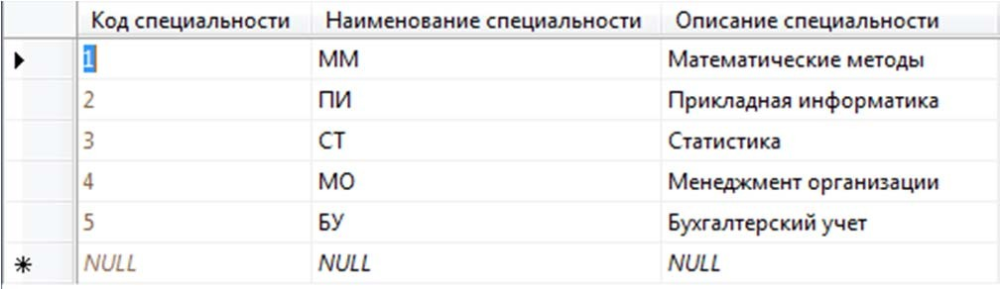 Код специальности Наименование специальности Описание специальности
1 ММ Математические методы
2 ПИ Прикладная информатика
3 СТ Статистика
4 МО Менеджмент организации
5 БУ Бухгалтерский учет
NULL NULL NULL